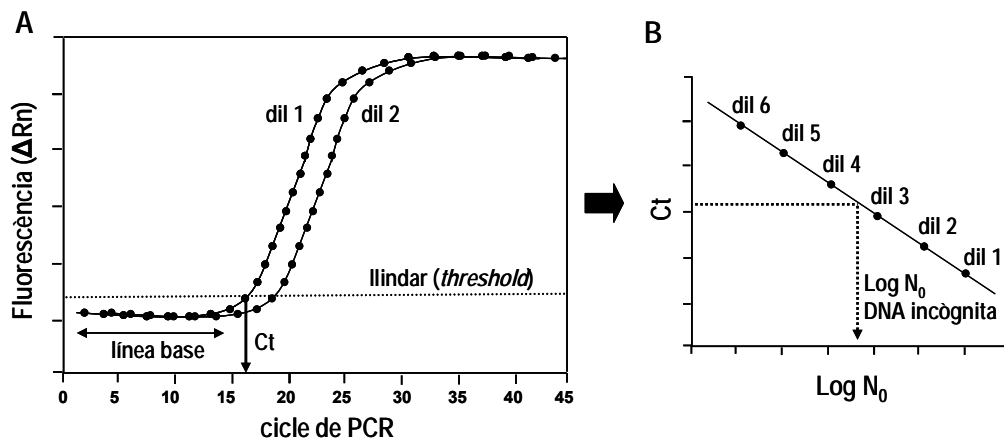 A
Fluorescència (ΔRn)
dil 1
dil 2
llindar (threshold)
línea base
Ct
0 5 10 15 20 25 30 35 40 45
cicle de PCR
B
Ct
dil 6
dil 5
dil 4
dil 3
dil 2
dil 1
Log N₀
DNA incògnita
Log N₀